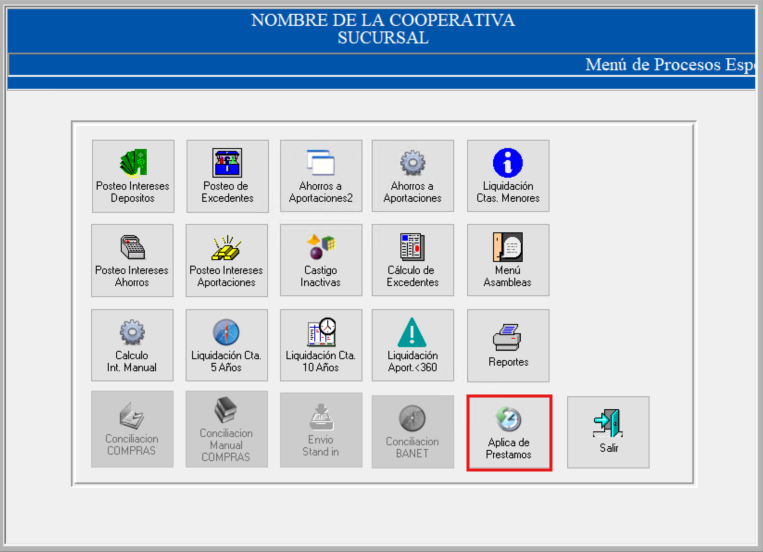 NOMBRE DE LA COOPERATIVA
SUCURSAL
Menú de Procesos Espe
Posteo Intereses
Depositos
Posteo de
Excedentes
Ahorros a
Aportaciones2
Ahorros a
Aportaciones
Liquidación
Ctas. Menores
Posteo Intereses
Ahorros
Posteo Intereses
Aportaciones
Castigo
Inactivas
Cálculo de
Excedentes
Menú
Asambleas
Calculo
Int. Manual
Liquidación Cta.
5 Años
Liquidación Cta.
10 Años
Liquidación
Aport.<360
Reportes
Conciliacion
COMPRAS
Conciliacion
Manual
COMPRAS
Envio
Stand in
Conciliacion
BANET
Aplica de
Prestamos
Salir